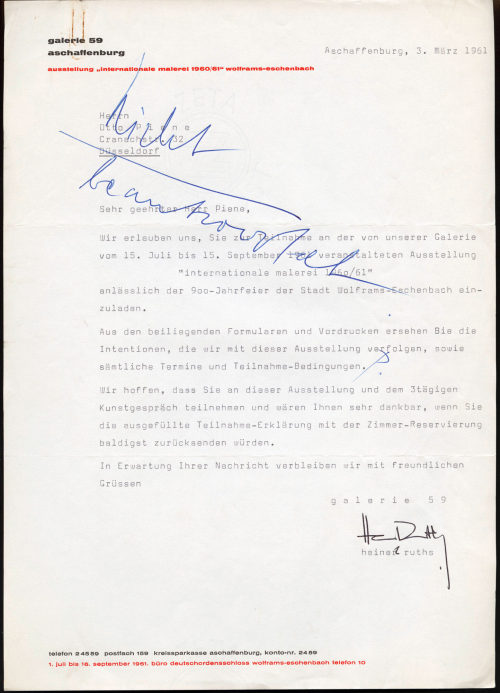 galerie 59
aschaffenburg
ausstellung „internationale malerei 1960/61" wolframs-eschenbach
Aschaffenburg, 3. März 1961
Herrn
Otto P i e n e
Cranachstr. 32
Düsseldorf
nicht
beantwortet
Sehr geehrter Herr Piene,
Wir erlauben uns, Sie zur Teilnahme an der von unserer Galerie
vom 15. Juli bis 15. September 1961 veranstalteten Ausstellung
"internationale malerei 196o/61"
anlässlich der 9oo-Jahrfeier der Stadt Wolframs-Eschenbach ein-
zuladen.
Aus den beiliegenden Formularen und Vordrucken ersehen Sie die
Intentionen, die wir mit dieser Ausstellung verfolgen, sowie
sämtliche Termine und Teilnahme-Bedingungen.
?
Wir hoffen, dass Sie an dieser Ausstellung und dem 3tägigen
Kunstgespräch teilnehmen und wären Ihnen sehr dankbar, wenn Sie
die ausgefüllte Teilnahme-Erklärung mit der Zimmer-Reservierung
baldigst zurücksenden würden.
In Erwartung Ihrer Nachricht verbleiben wir mit freundlichen
Grüssen
g a l e r i e 59
heiner ruths
telefon 24589 postfach 159 kreissparkasse aschaffenburg, konto-nr. 2489
1. juli bis 16. september 1961. büro deutschordensschloss wolframs-eschenbach telefon 10